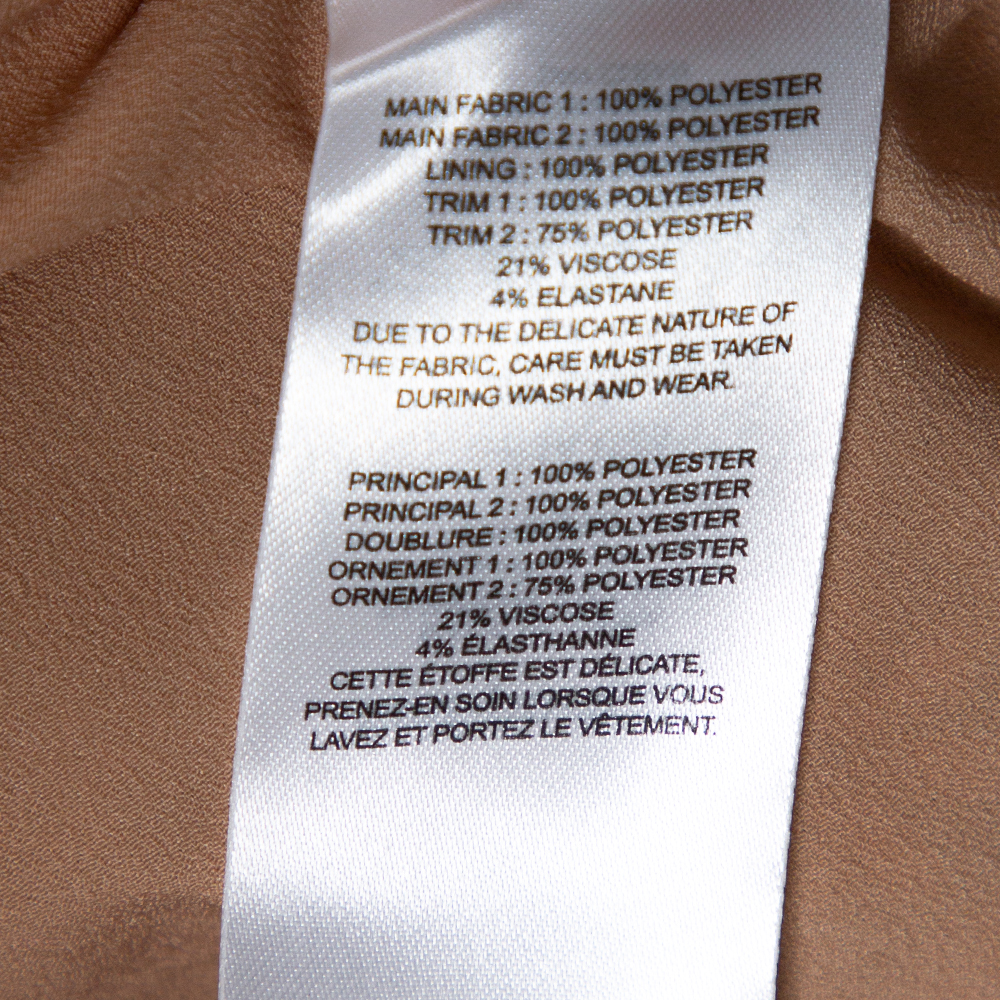 MAIN FABRIC 1 : 100% POLYESTER
MAIN FABRIC 2 : 100% POLYESTER
LINING : 100% POLYESTER
TRIM 1 : 100% POLYESTER
TRIM 2 : 75% POLYESTER
21% VISCOSE
4% ELASTANE
DUE TO THE DELICATE NATURE OF
THE FABRIC, CARE MUST BE TAKEN
DURING WASH AND WEAR.
PRINCIPAL 1 : 100% POLYESTER
PRINCIPAL 2 : 100% POLYESTER
DOUBLURE : 100% POLYESTER
ORNEMENT 1 : 100% POLYESTER
ORNEMENT 2 : 75% POLYESTER
21% VISCOSE
4% ÉLASTHANNE
CETTE ÉTOFFE EST DÉLICATE,
PRENEZ-EN SOIN LORSQUE VOUS
LAVEZ ET PORTEZ LE VÊTEMENT.